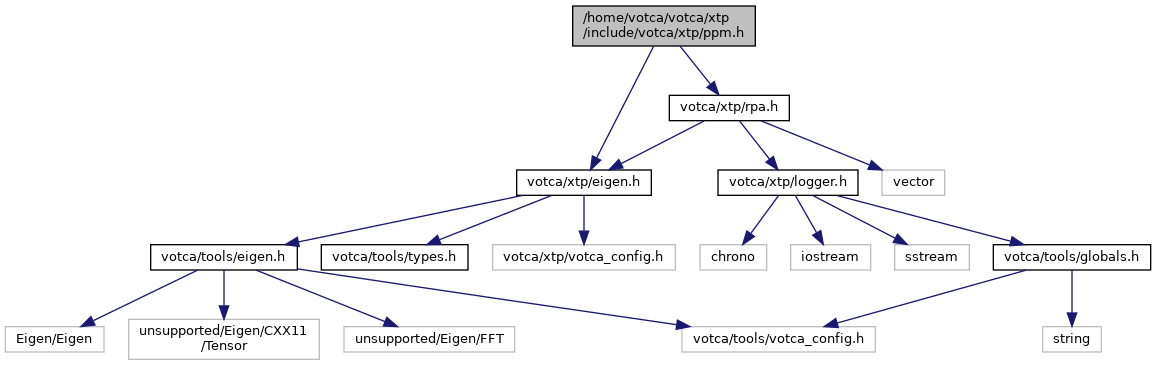 /home/votca/votca/xtp
/include/votca/xtp/ppm.h
votca/xtp/rpa.h
votca/xtp/eigen.h
votca/xtp/logger.h
vector
votca/tools/eigen.h
votca/tools/types.h
votca/xtp/votca_config.h
chrono
iostream
sstream
votca/tools/globals.h
Eigen/Eigen
unsupported/Eigen/CXX11
/Tensor
unsupported/Eigen/FFT
votca/tools/votca_config.h
string